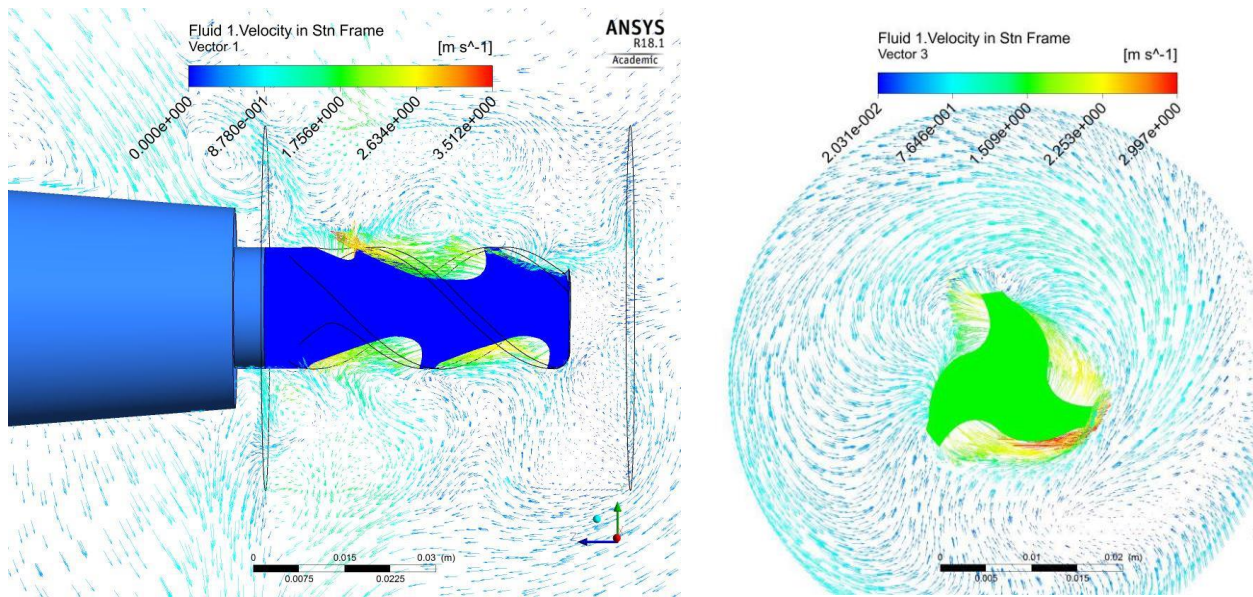 Fluid 1.Velocity in Stn Frame
Vector 1
[m s^-1]
0.000e+000
8.780e-001
1.756e+000
2.634e+000
3.512e+000
ANSYS
R18.1
Academic
0
0.015
0.03
(m)
0.0075
0.0225
Fluid 1.Velocity in Stn Frame
Vector 3
[m s^-1]
2.031e-002
7.646e-001
1.509e+000
2.253e+000
2.997e+000
0
0.01
0.02
(m)
0.005
0.015